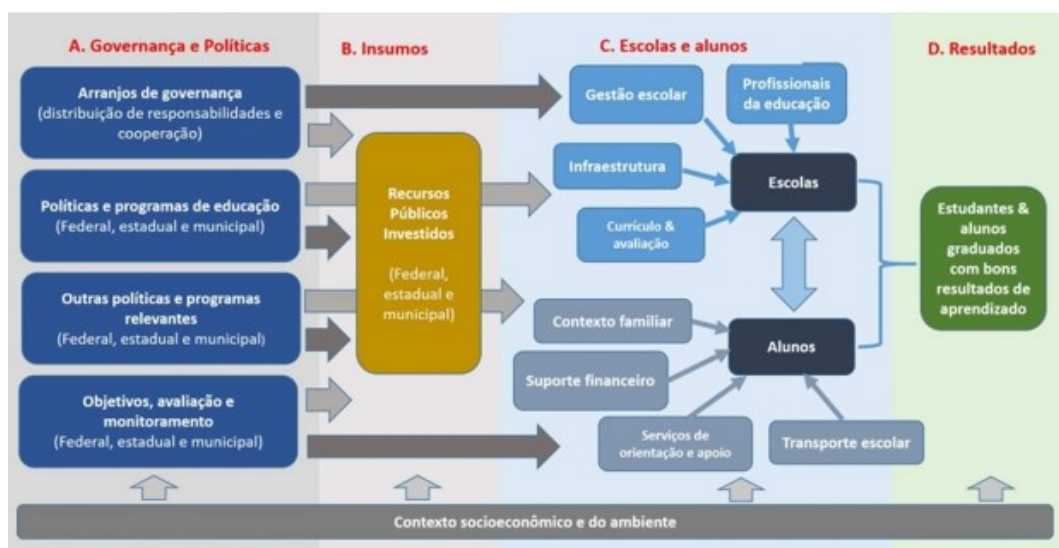 A. Governança e Políticas
Arranjos de governança
(distribuição de responsabilidades e
cooperação)
Políticas e programas de educação
(Federal, estadual e municipal)
Outras políticas e programas
relevantes
(Federal, estadual e municipal)
Objetivos, avaliação e
monitoramento
(Federal, estadual e municipal)
B. Insumos
Recursos
Públicos
Investidos
(Federal,
estadual e
municipal)
C. Escolas e alunos
Gestão escolar
Profissionais
da educação
Infraestrutura
Escolas
Currículo &
avaliação
Contexto familiar
Alunos
Suporte financeiro
Serviços de
orientação e apoio
Transporte escolar
D. Resultados
Estudantes &
alunos
graduados
com bons
resultados de
aprendizado
Contexto socioeconômico e do ambiente